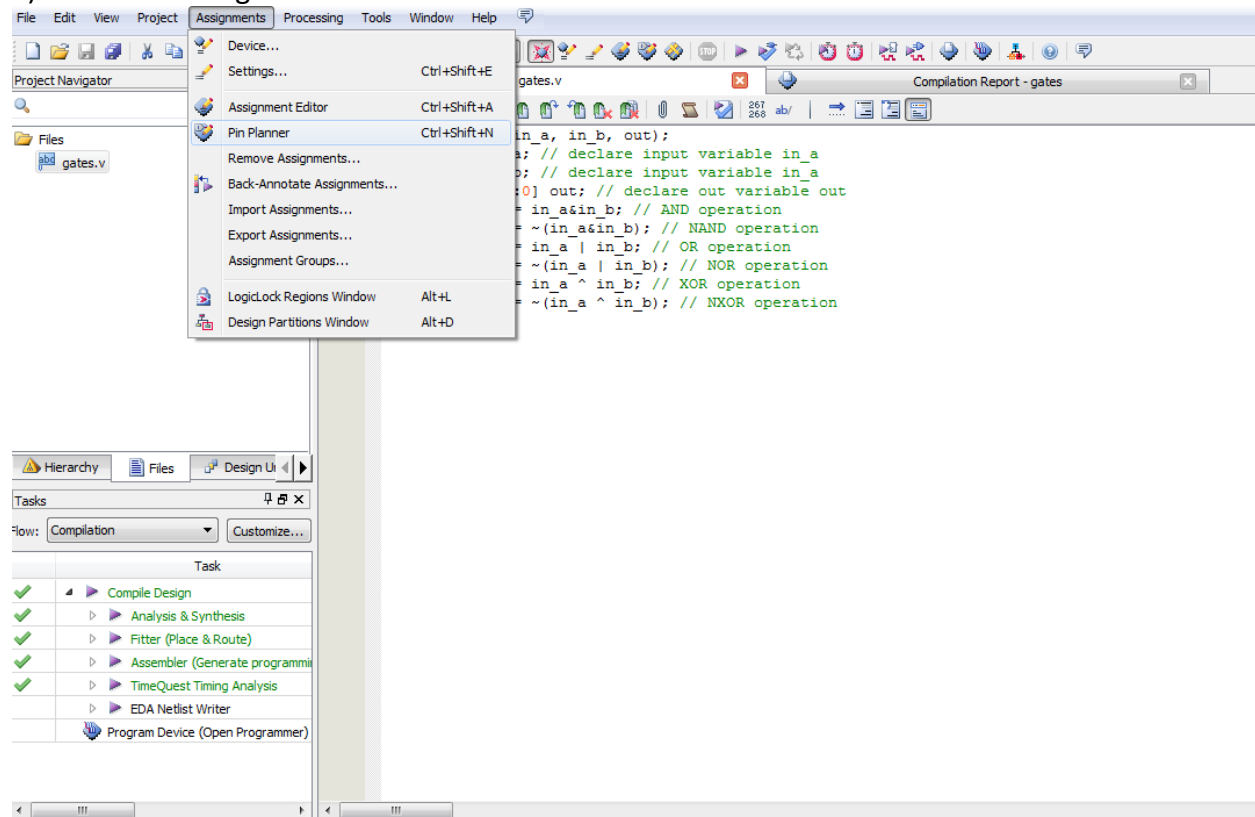 File Edit View Project Assignments Processing Tools Window Help
Device...
Settings... Ctrl+Shift+E
Project Navigator
gates.v
Compilation Report - gates
Assignment Editor Ctrl+Shift+A
267
268 ab/
Files
Pin Planner Ctrl+Shift+N
in_a, in_b, out);
gates.v
Remove Assignments...
; // declare input variable in_a
Back-Annotate Assignments...
; // declare input variable in_a
:0] out; // declare out variable out
Import Assignments...
= in_a&in_b; // AND operation
Export Assignments...
= ~(in_a&in_b); // NAND operation
= in_a | in_b; // OR operation
Assignment Groups...
= ~(in_a | in_b); // NOR operation
= in_a ^ in_b; // XOR operation
LogicLock Regions Window Alt+L
= ~(in_a ^ in_b); // NXOR operation
Design Partitions Window Alt+D
Hierarchy Files Design Un
Tasks
Flow: Compilation Customize...
Task
Compile Design
Analysis & Synthesis
Fitter (Place & Route)
Assembler (Generate programmi
TimeQuest Timing Analysis
EDA Netlist Writer
Program Device (Open Programmer)